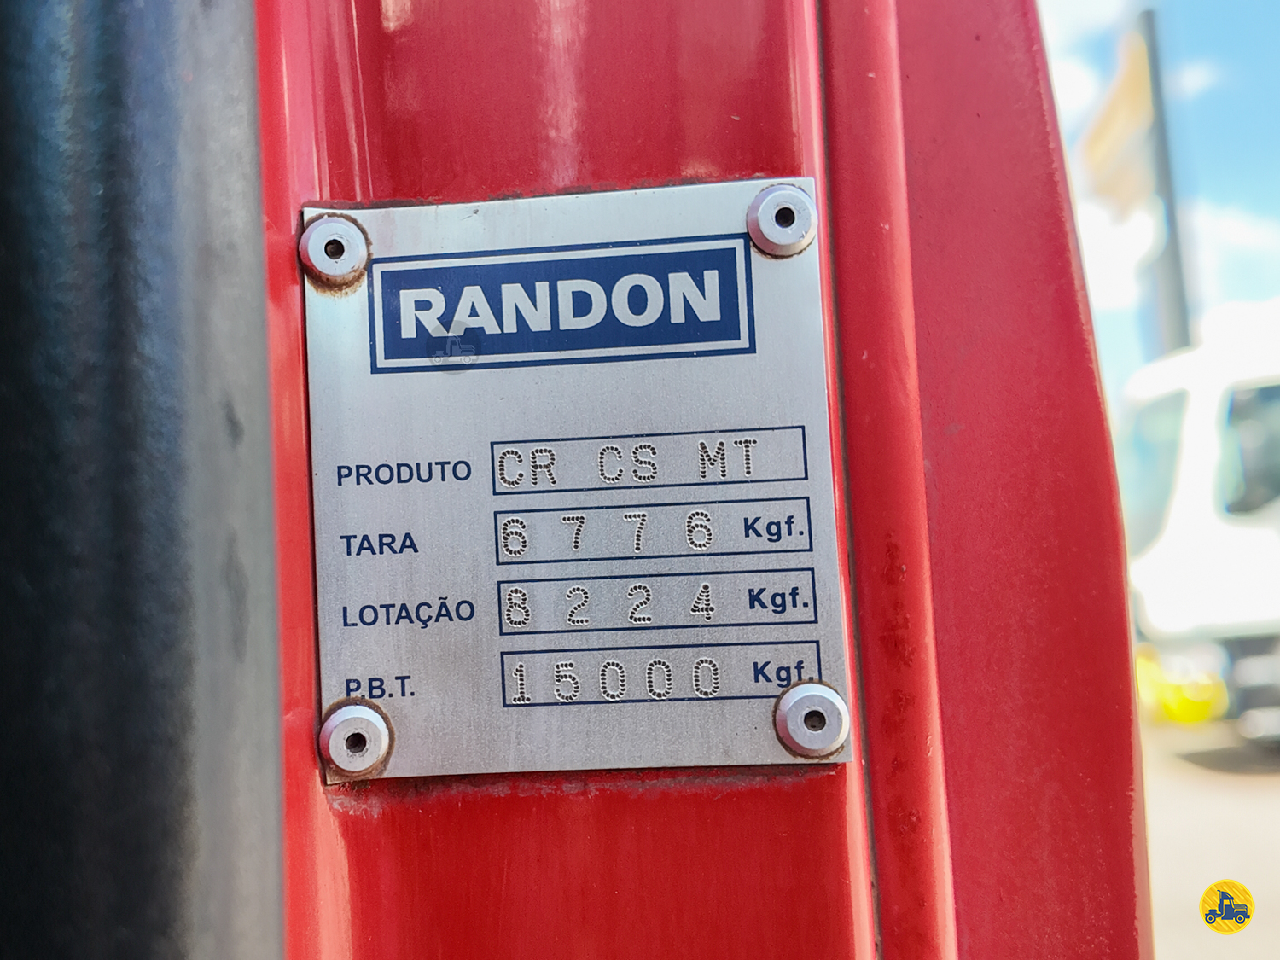 RANDON
PRODUTO CR CS MT
TARA 6776 Kgf.
LOTAÇÃO 8224 Kgf.
P.B.T. 15000 Kgf.